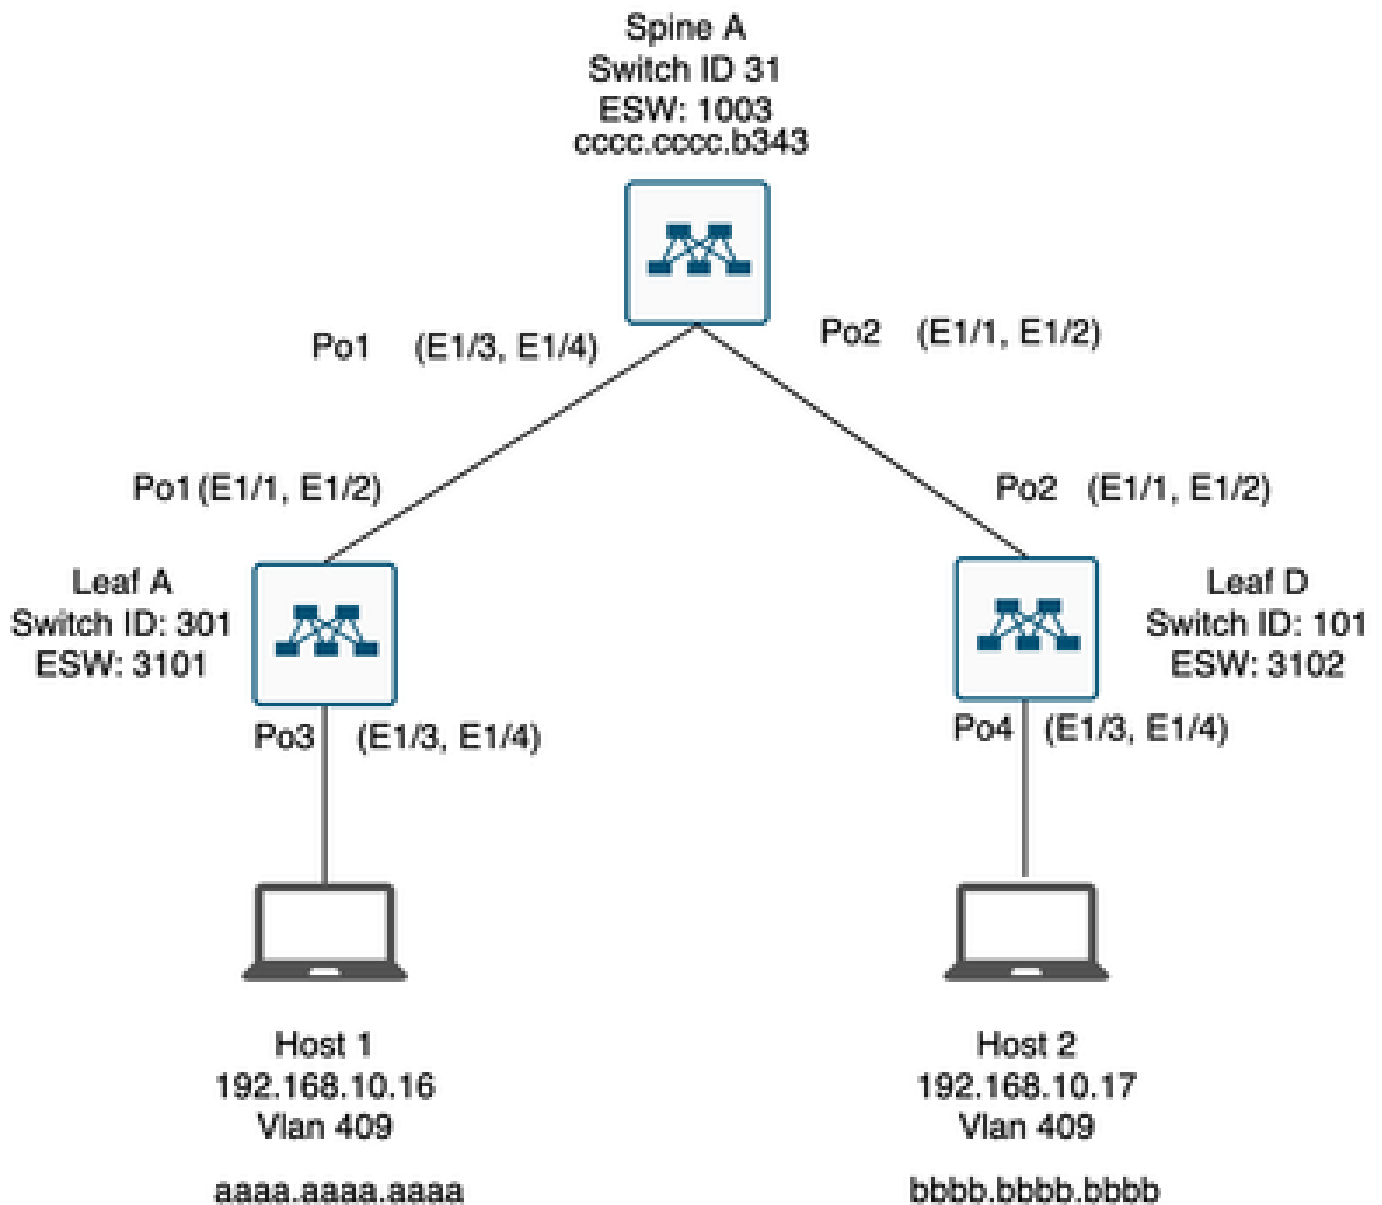 Spine A
Switch ID 31
ESW: 1003
cccc.cccc.b343
Po1 (E1/3, E1/4)
Po2 (E1/1, E1/2)
Po1 (E1/1, E1/2)
Po2 (E1/1, E1/2)
Leaf A
Switch ID: 301
ESW: 3101
Leaf D
Switch ID: 101
ESW: 3102
Po3 (E1/3, E1/4)
Po4 (E1/3, E1/4)
Host 1
192.168.10.16
Vlan 409
aaaa.aaaa.aaaa
Host 2
192.168.10.17
Vlan 409
bbbb.bbbb.bbbb